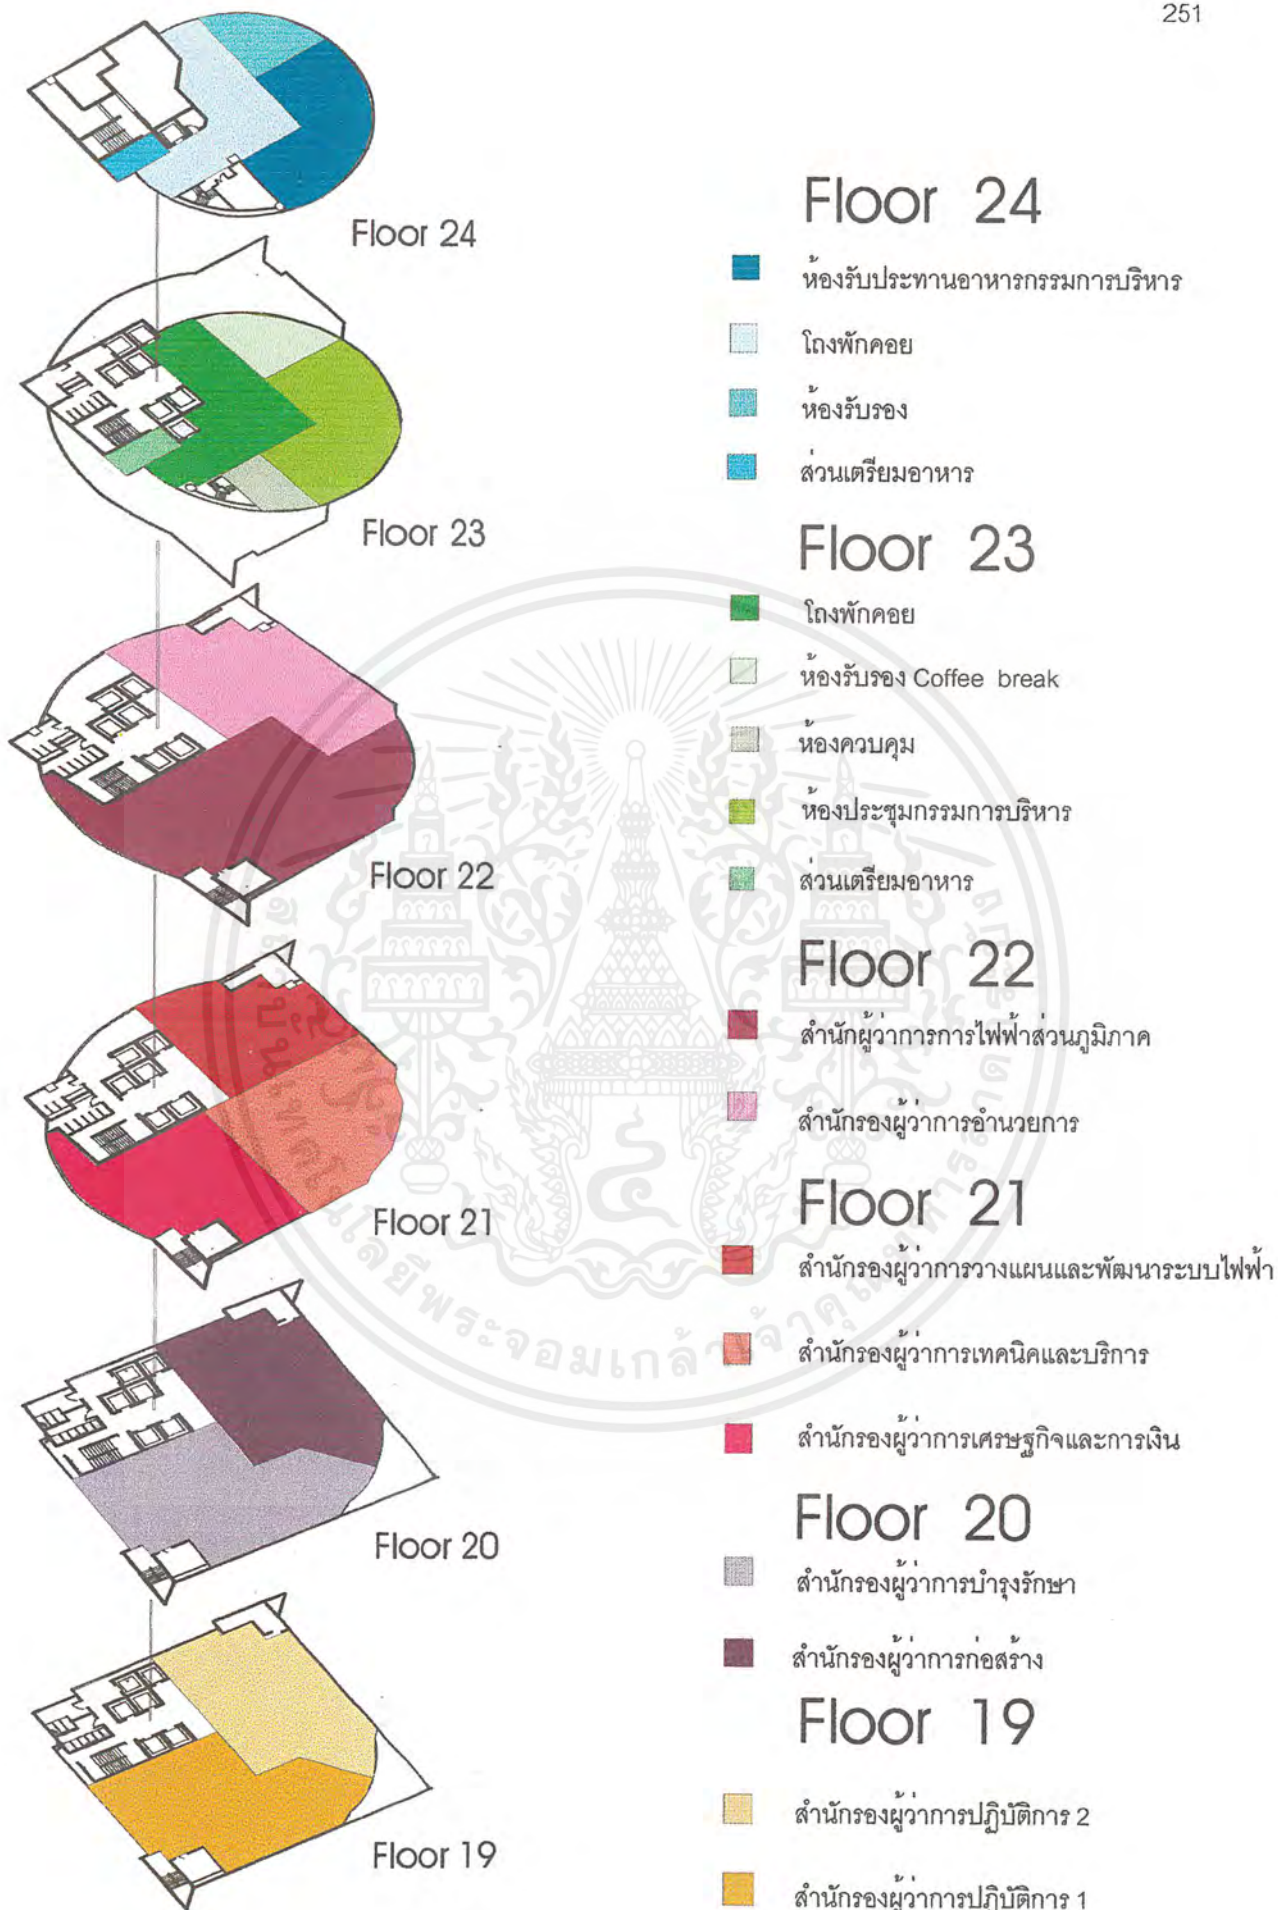 251
Floor 24
Floor 23
Floor 22
Floor 21
Floor 20
Floor 19
Floor 24
ห้องรับประทานอาหารกรรมการบริหาร
โถงพักคอย
ห้องรับรอง
ส่วนเตรียมอาหาร
Floor 23
โถงพักคอย
ห้องรับรอง Coffee break
ห้องควบคุม
ห้องประชุมกรรมการบริหาร
ส่วนเตรียมอาหาร
Floor 22
สำนักผู้ว่าการการไฟฟ้าส่วนภูมิภาค
สำนักรองผู้ว่าการอำนวยการ
Floor 21
สำนักรองผู้ว่าการวางแผนและพัฒนาระบบไฟฟ้า
สำนักรองผู้ว่าการเทคนิคและบริการ
สำนักรองผู้ว่าการเศรษฐกิจและการเงิน
Floor 20
สำนักรองผู้ว่าการบำรุงรักษา
สำนักรองผู้ว่าการก่อสร้าง
Floor 19
สำนักรองผู้ว่าการปฏิบัติการ 2
สำนักรองผู้ว่าการปฏิบัติการ 1